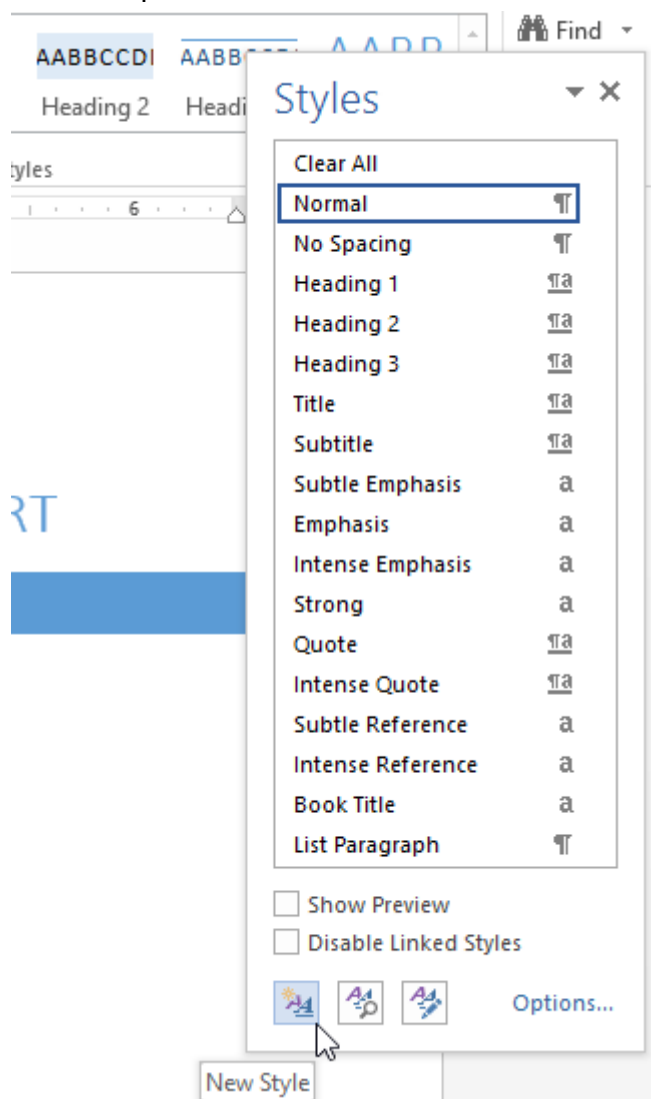 Find
AABBCCDI AABB AABB
Heading 2 Headi
Styles
tyles
Clear All
6
Normal ¶
No Spacing ¶
Heading 1 ¶a
Heading 2 ¶a
Heading 3 ¶a
Title ¶a
Subtitle ¶a
Subtle Emphasis a
RT
Emphasis a
Intense Emphasis a
Strong a
Quote ¶a
Intense Quote ¶a
Subtle Reference a
Intense Reference a
Book Title a
List Paragraph ¶
Show Preview
Disable Linked Styles
Options...
New Style